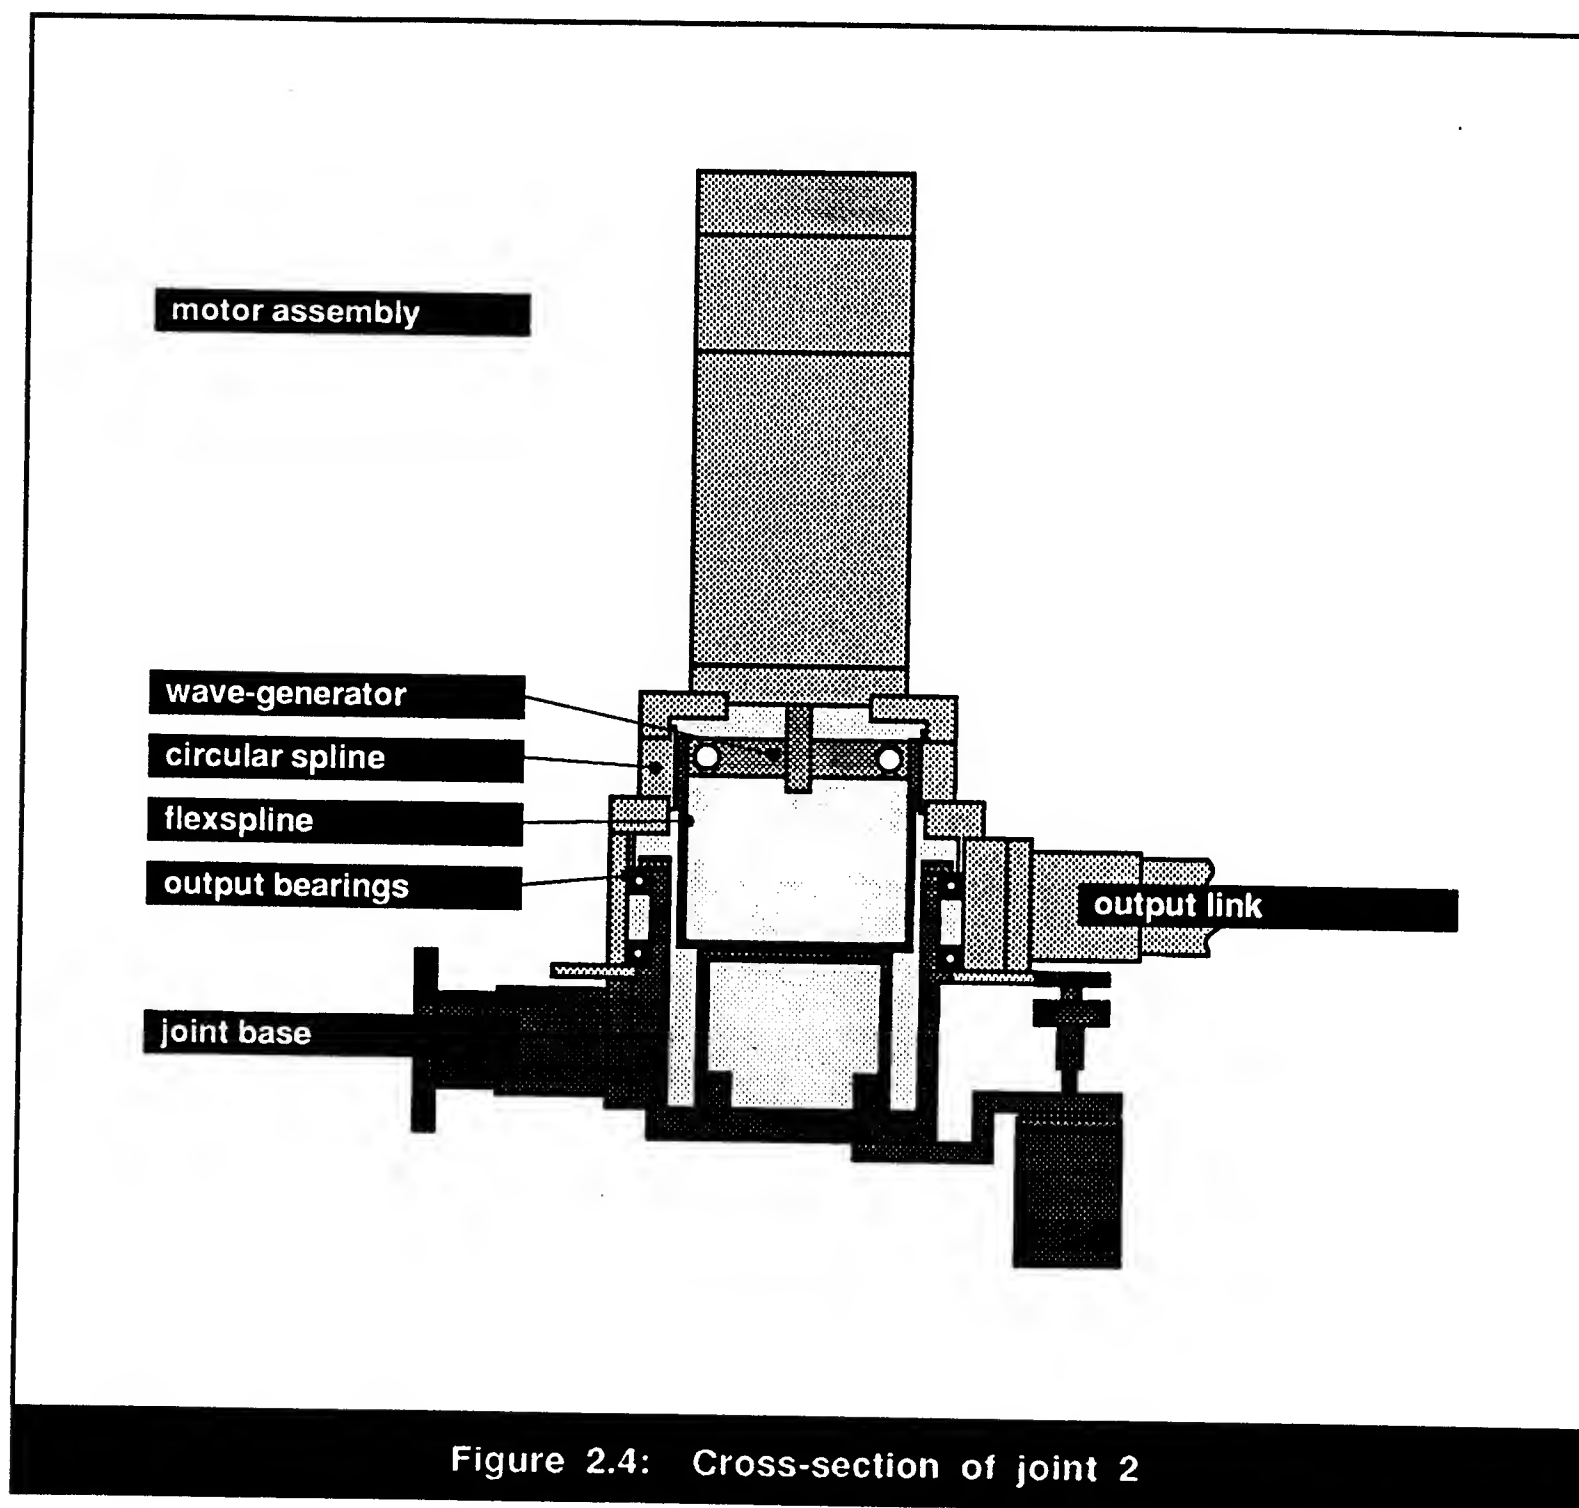 motor assembly
wave-generator
circular spline
flexspline
output bearings
output link
joint base
Figure 2.4: Cross-section of joint 2